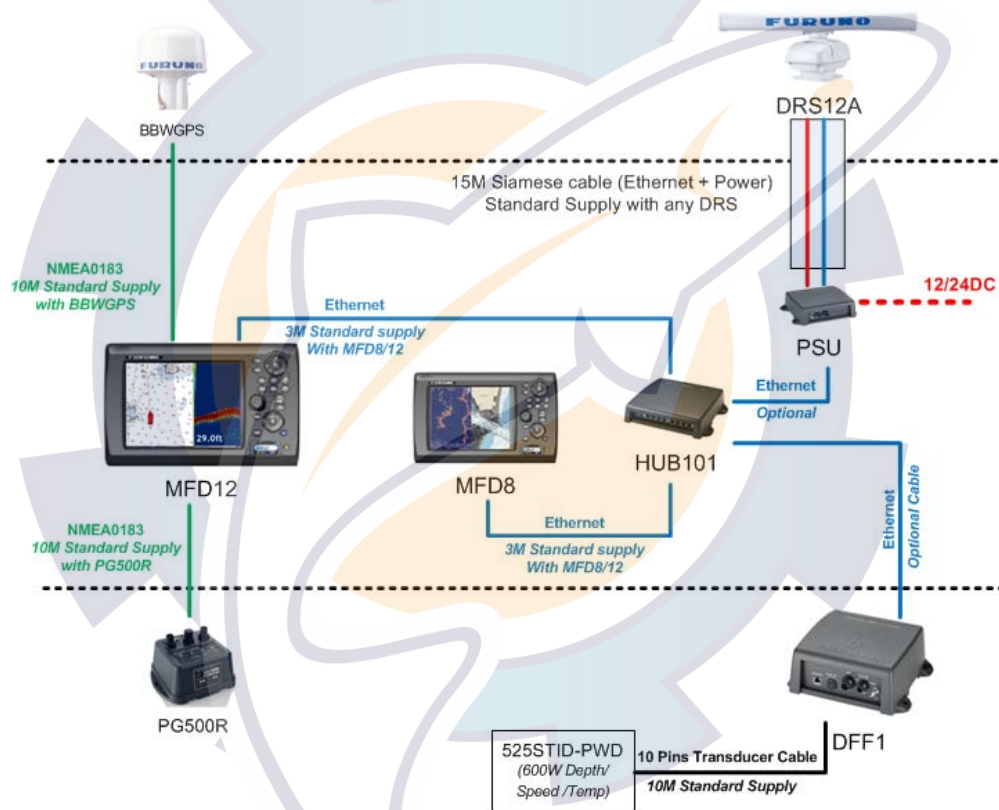 FURUNO
FURUNO
BBWGPS
DRS12A
15M Siamese cable (Ethernet + Power)
Standard Supply with any DRS
NMEA0183
10M Standard Supply
with BBWGPS
12/24DC
Ethernet
3M Standard supply
With MFD8/12
PSU
Ethernet
Optional
29.0ft
MFD12
MFD8
HUB101
NMEA0183
10M Standard Supply
with PG500R
Ethernet
3M Standard supply
With MFD8/12
Ethernet
Optional Cable
PG500R
DFF1
525STID-PWD
(600W Depth/
Speed /Temp)
10 Pins Transducer Cable
10M Standard Supply